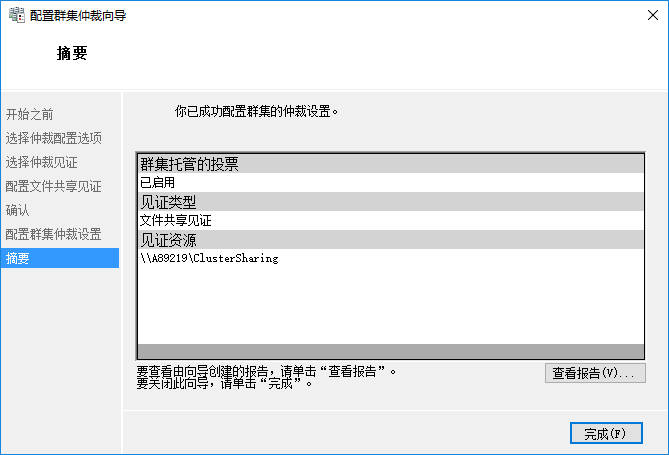 配置群集仲裁向导
摘要
开始之前
选择仲裁配置选项
选择仲裁见证
配置文件共享见证
确认
配置群集仲裁设置
摘要
你已成功配置群集的仲裁设置。
群集托管的投票
已启用
见证类型
文件共享见证
见证资源
\\A89219\ClusterSharing
要查看由向导创建的报告，请单击“查看报告”。
要关闭此向导，请单击“完成”。
查看报告(V)...
完成(F)